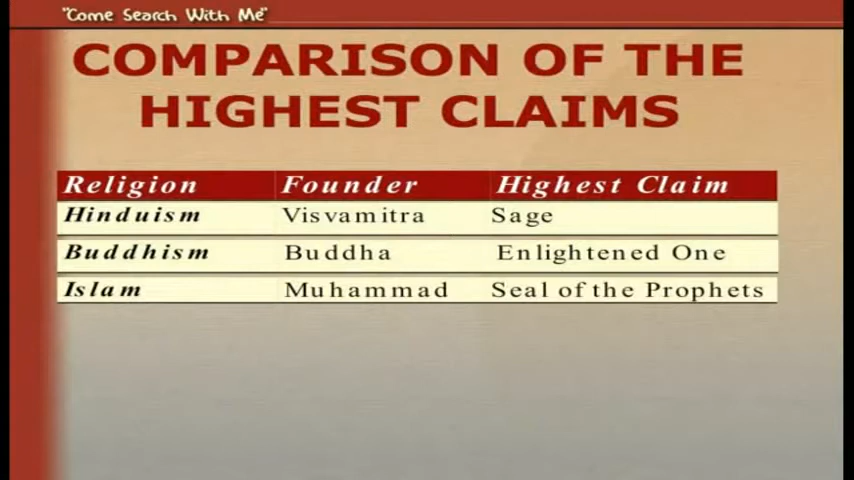 "Come Search With Me"
COMPARISON OF THE
HIGHEST CLAIMS
Religion Founder Highest Claim
Hinduism Visvamitra Sage
Buddhism Buddha Enlightened One
Islam Muhammad Seal of the Prophets